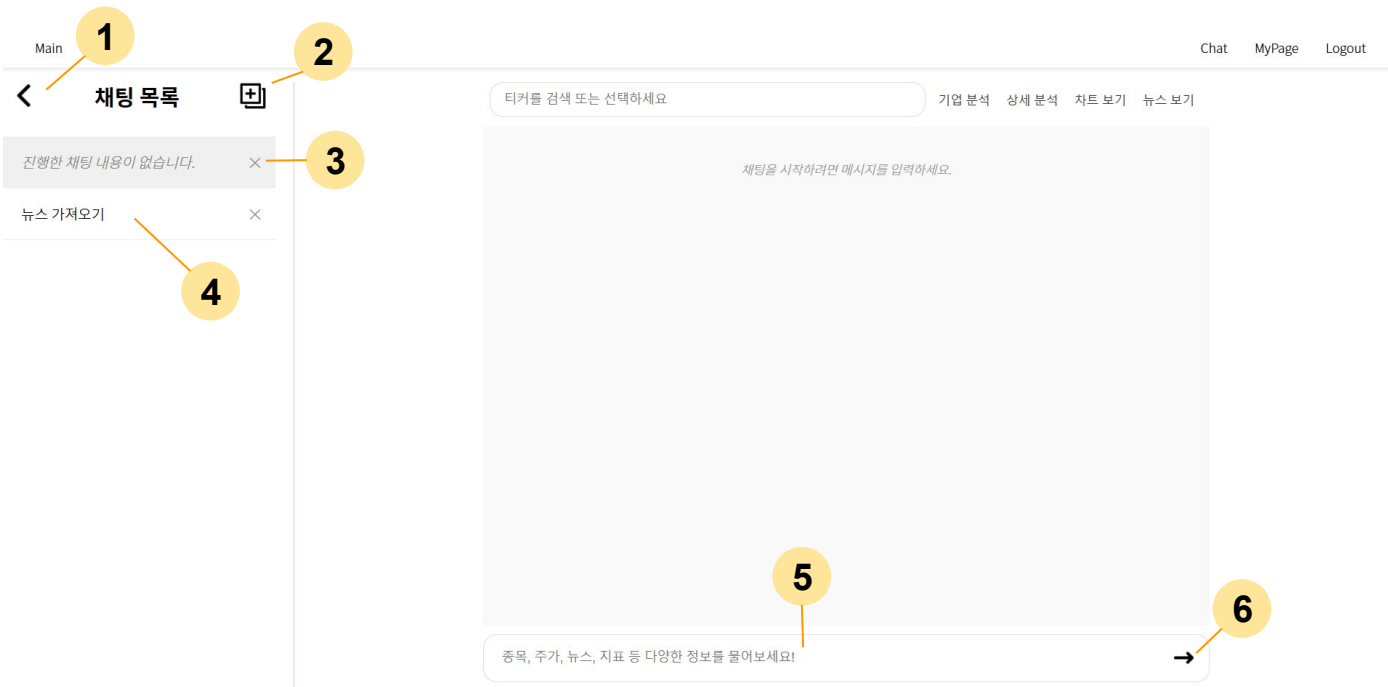 Main
1
2
Chat MyPage Logout
채팅 목록
티커를 검색 또는 선택하세요
기업 분석 상세 분석 차트 보기 뉴스 보기
진행한 채팅 내용이 없습니다. ×
3
채팅을 시작하려면 메시지를 입력하세요.
뉴스 가져오기 ×
4
5
6
종목, 주가, 뉴스, 지표 등 다양한 정보를 물어보세요!